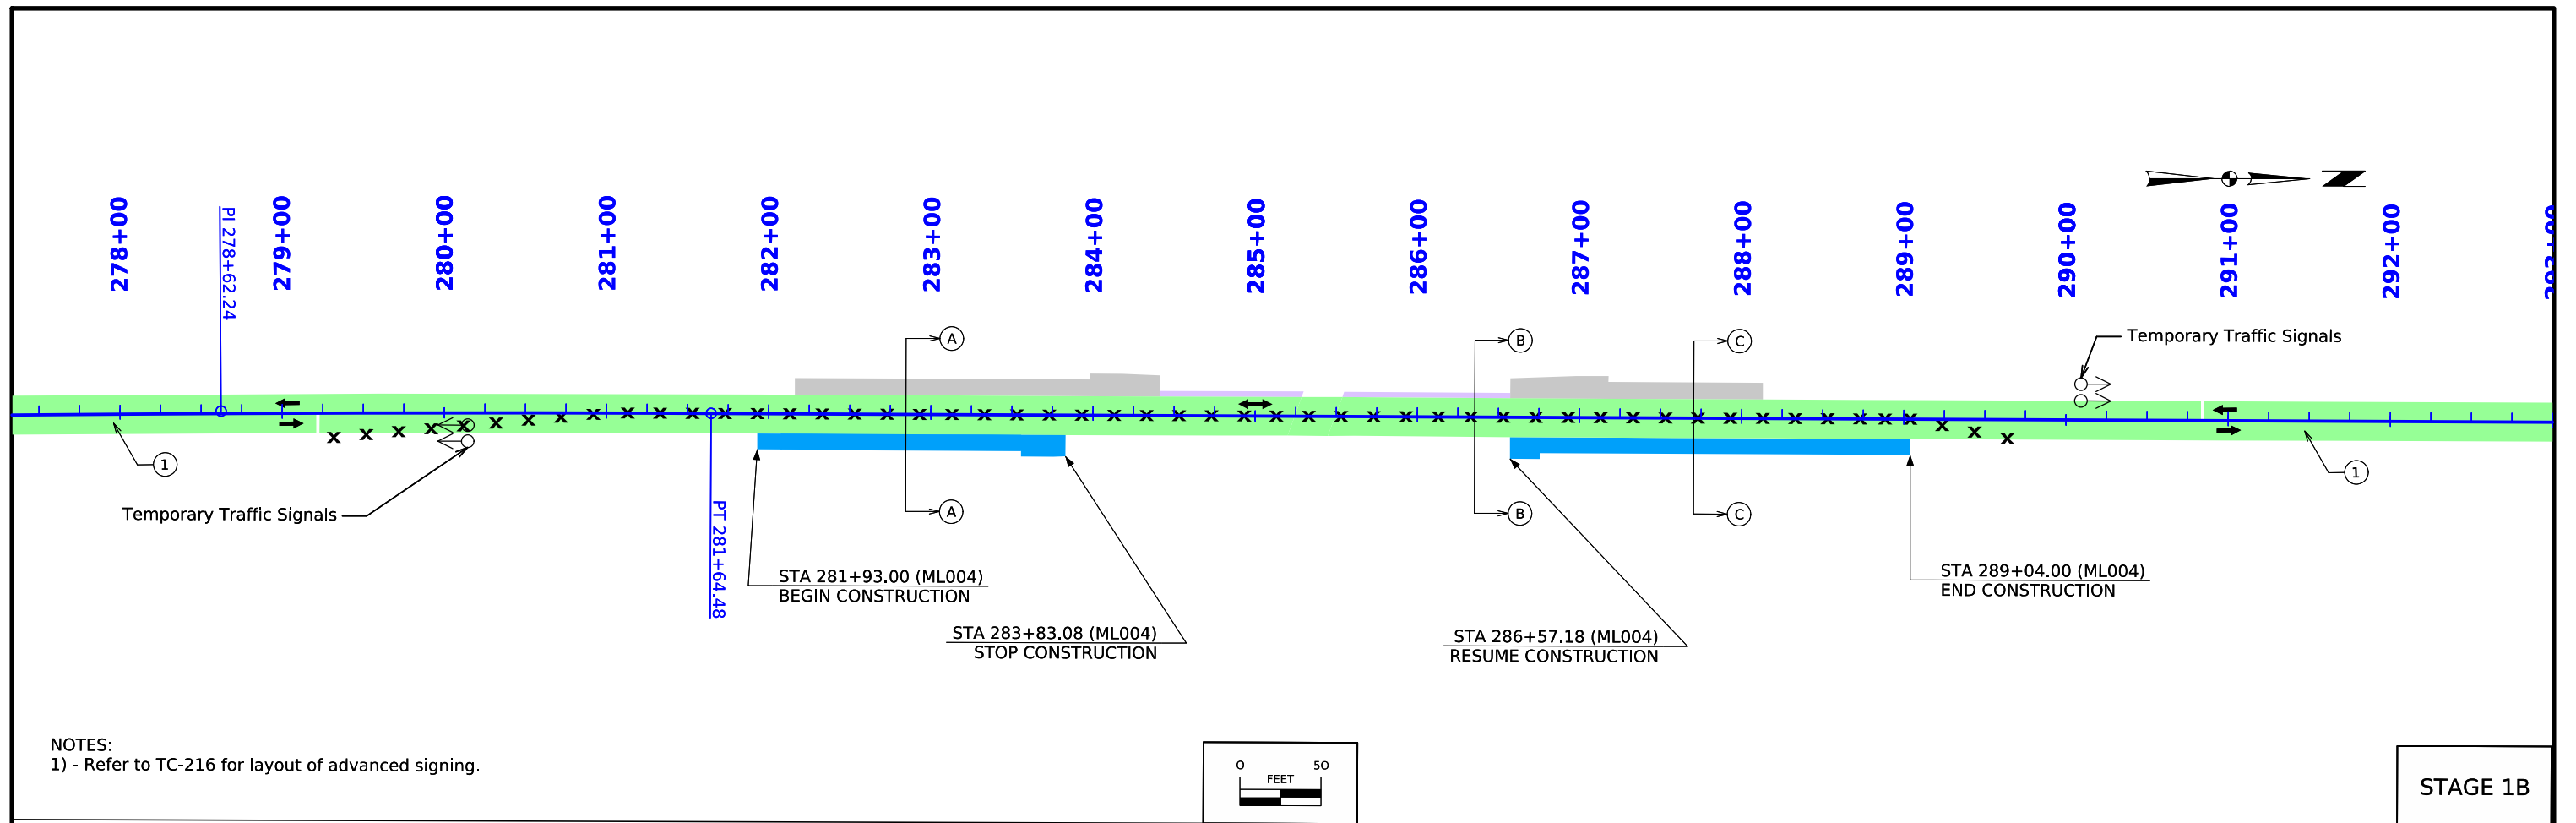 278+00
PI 278+62.24
279+00
280+00
281+00
282+00
283+00
284+00
285+00
286+00
287+00
288+00
289+00
290+00
291+00
292+00
N
A
B
C
Temporary Traffic Signals
1
1
Temporary Traffic Signals
PT 281+64.48
A
B
C
STA 281+93.00 (ML004)
BEGIN CONSTRUCTION
STA 283+83.08 (ML004)
STOP CONSTRUCTION
STA 286+57.18 (ML004)
RESUME CONSTRUCTION
STA 289+04.00 (ML004)
END CONSTRUCTION
NOTES:
1) - Refer to TC-216 for layout of advanced signing.
0 50
FEET
STAGE 1B